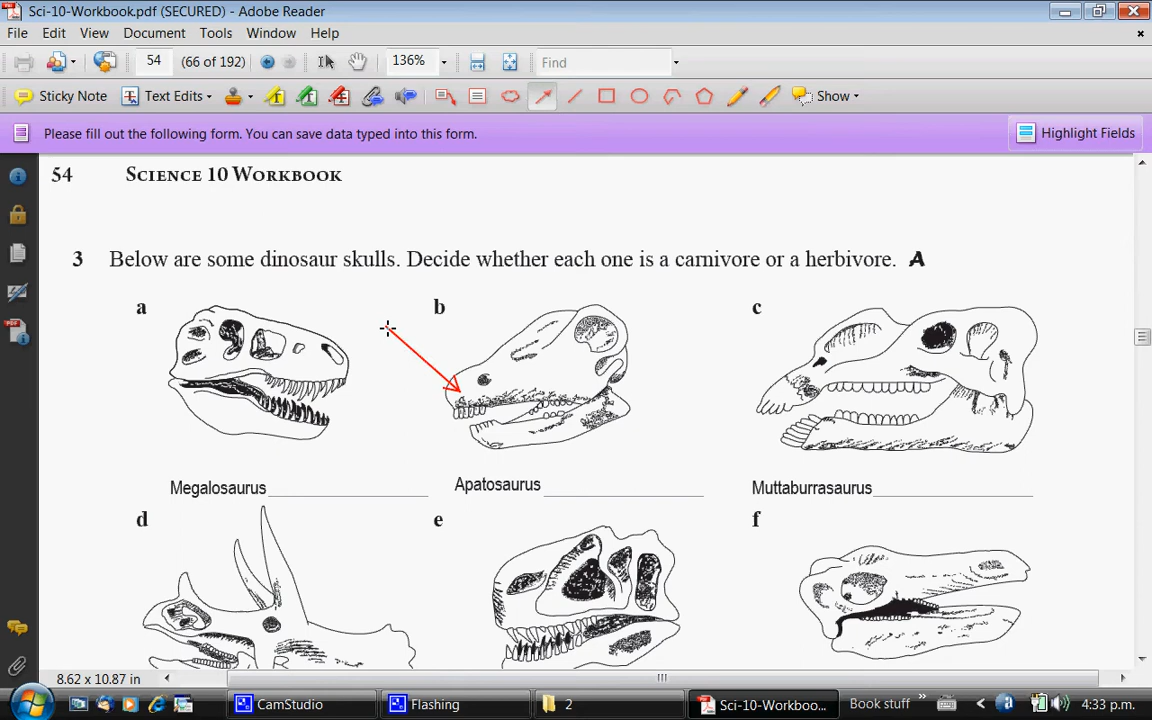 Sci-10-Workbook.pdf (SECURED) - Adobe Reader
File Edit View Document Tools Window Help
54 (66 of 192) 136% Find
Sticky Note Text Edits Show
Please fill out the following form. You can save data typed into this form. Highlight Fields
54 SCIENCE 10 WORKBOOK
3 Below are some dinosaur skulls. Decide whether each one is a carnivore or a herbivore. A
a b c
Megalosaurus Apatosaurus Muttaburrasaurus
d e f
8.62 x 10.87 in
CamStudio Flashing 2 Sci-10-Workboo... Book stuff 4:33 p.m.